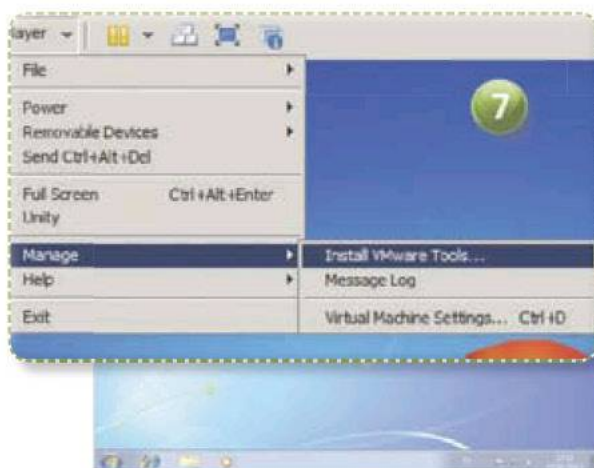 layer
7
File
Power
Removable Devices
Send Ctrl+Alt+Del
Full Screen Ctrl+Alt+Enter
Unity
Manage
Install VMware Tools...
Help
Message Log
Exit
Virtual Machine Settings... Ctrl+D